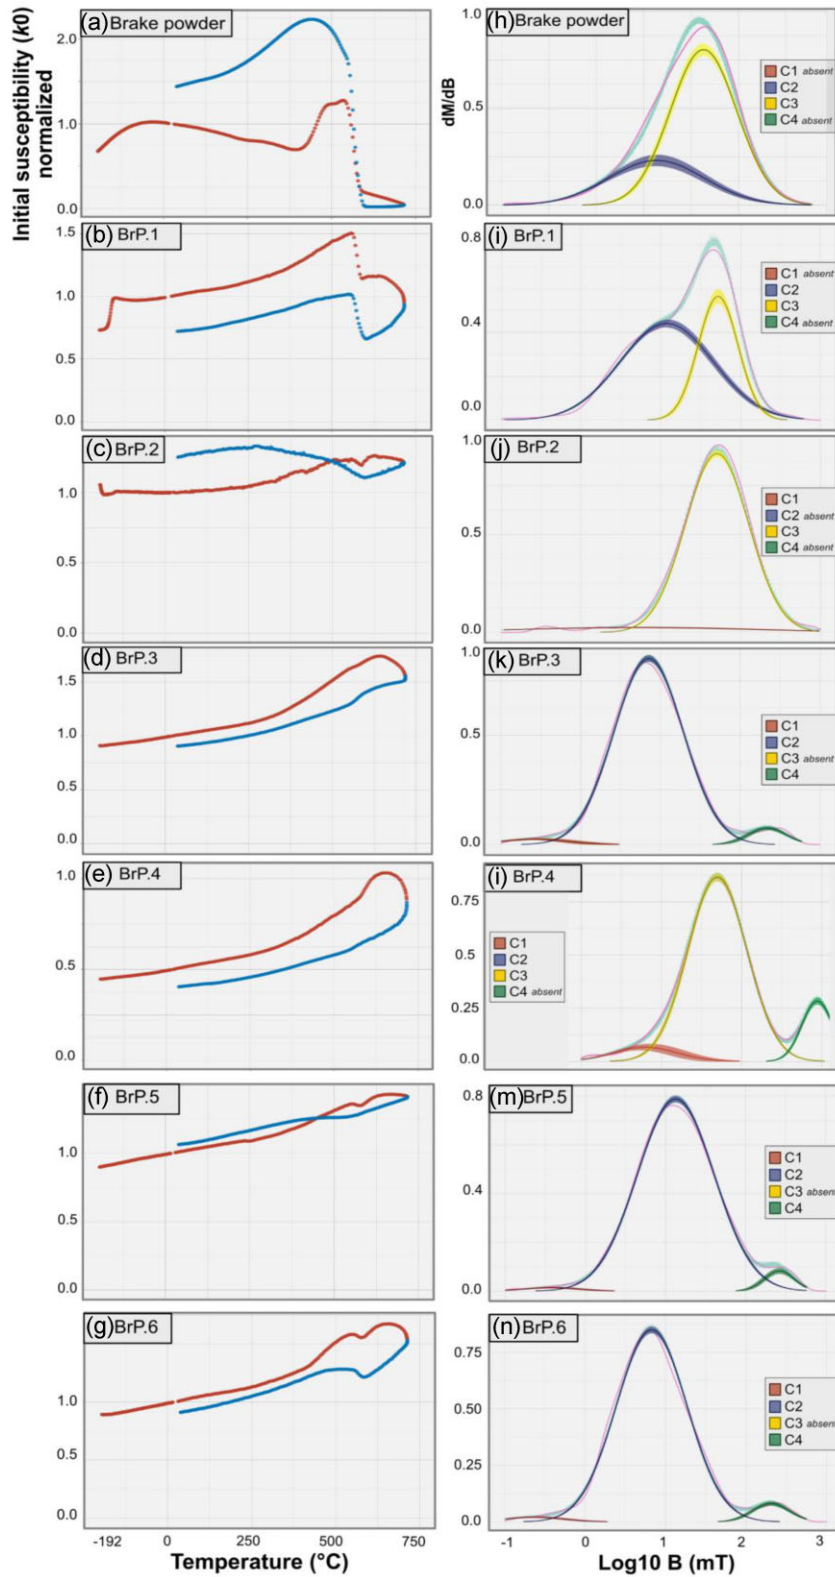 Initial susceptibility (k0)
normalized
(a) Brake powder
2.0
1.0
0.0
(b) BrP.1
1.5
1.0
0.5
0.0
(c) BrP.2
1.0
0.5
0.0
(d) BrP.3
1.5
1.0
0.5
0.0
(e) BrP.4
1.0
0.5
0.0
(f) BrP.5
1.0
0.5
0.0
(g) BrP.6
1.0
0.5
0.0
-192 0 250 500 750
Temperature (°C)
dM/dB
(h) Brake powder
1.0
0.5
0.0
C1 absent
C2
C3
C4 absent
(i) BrP.1
0.8
0.4
0.0
C1 absent
C2
C3
C4 absent
(j) BrP.2
1.0
0.5
0.0
C1
C2 absent
C3
C4 absent
(k) BrP.3
1.0
0.5
0.0
C1
C2
C3 absent
C4
(i) BrP.4
0.75
0.25
0.0
C1
C2
C3
C4 absent
(m) BrP.5
0.8
0.4
0.0
C1
C2
C3 absent
C4
(n) BrP.6
0.75
0.50
0.25
0.0
C1
C2
C3 absent
C4
-1 0 1 2 3
Log10 B (mT)